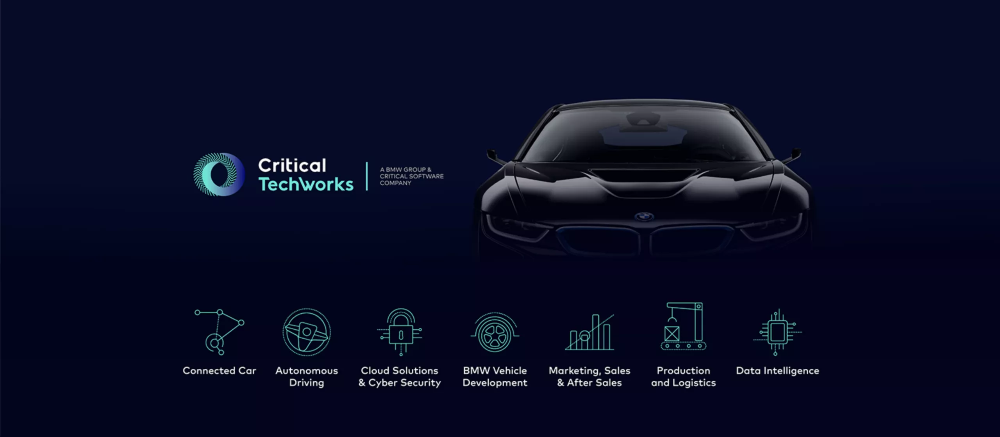 Critical
TechWorks
A BMW GROUP &
CRITICAL SOFTWARE
COMPANY
Connected Car
Autonomous
Driving
Cloud Solutions
& Cyber Security
BMW Vehicle
Development
Marketing, Sales
& After Sales
Production
and Logistics
Data Intelligence